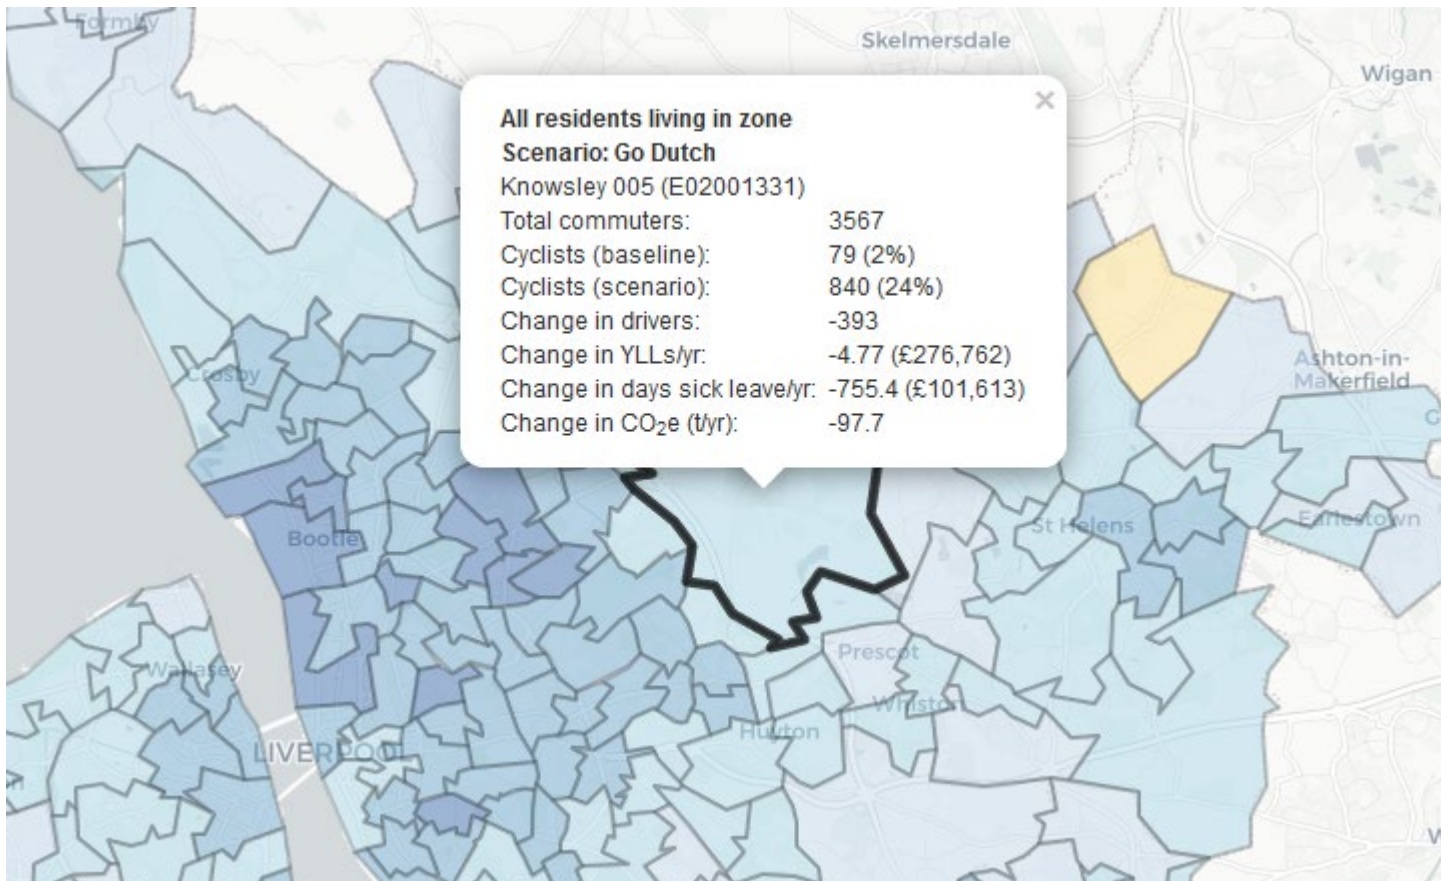 Formby
Skelmersdale
Wigan
×
All residents living in zone
Scenario: Go Dutch
Knowsley 005 (E02001331)
Total commuters: 3567
Cyclists (baseline): 79 (2%)
Cyclists (scenario): 840 (24%)
Change in drivers: -393
Change in YLLs/yr: -4.77 (£276,762)
Change in days sick leave/yr: -755.4 (£101,613)
Change in CO₂e (t/yr): -97.7
Ashton-in-
Makerfield
Crosby
G
Bootle
St Helens
Earlestown
Wallasey
Prescot
Whiston
Huyton
LIVERPOOL
n
W